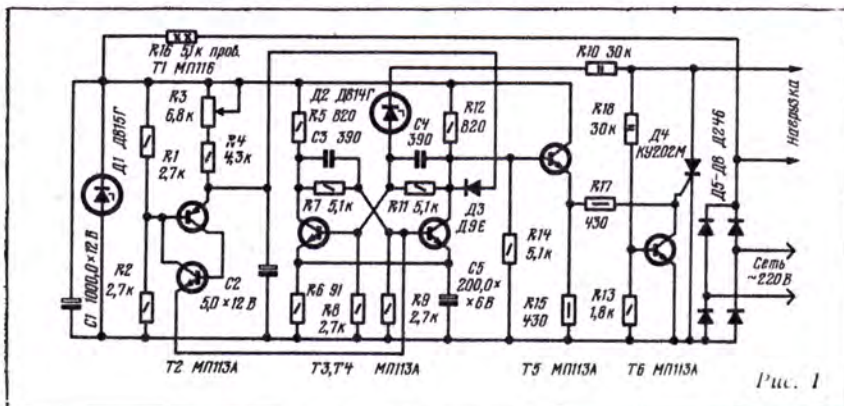 R16 5,1к пров.
T1 МП116
R3
6,8к
R4
4,3к
R1
2,7к
R2
2,7к
Д1 Д815Г
C1 1000,0×12 В
C2
5,0×12 В
T2 МП113А
Д2 Д814Г
R5 820
C3 390
C4
390
R12
820
R7 5,1к
R11 5,1к
Д3
Д9Е
R6 91
R8
2,7к
R9
2,7к
C5
200,0×
×6 В
T3,T4 МП113А
R14
5,1к
R15
430
T5 МП113А
R10 30к
R18
30к
R17
430
Д4
КУ202М
R13
1,8к
T6 МП113А
Д5-Д8 Д246
Нагрузка
Сеть
~220В
Рис. 1